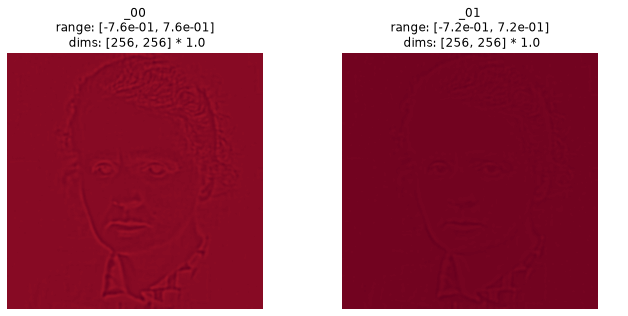 _00
range: [-7.6e-01, 7.6e-01]
dims: [256, 256] * 1.0
_01
range: [-7.2e-01, 7.2e-01]
dims: [256, 256] * 1.0